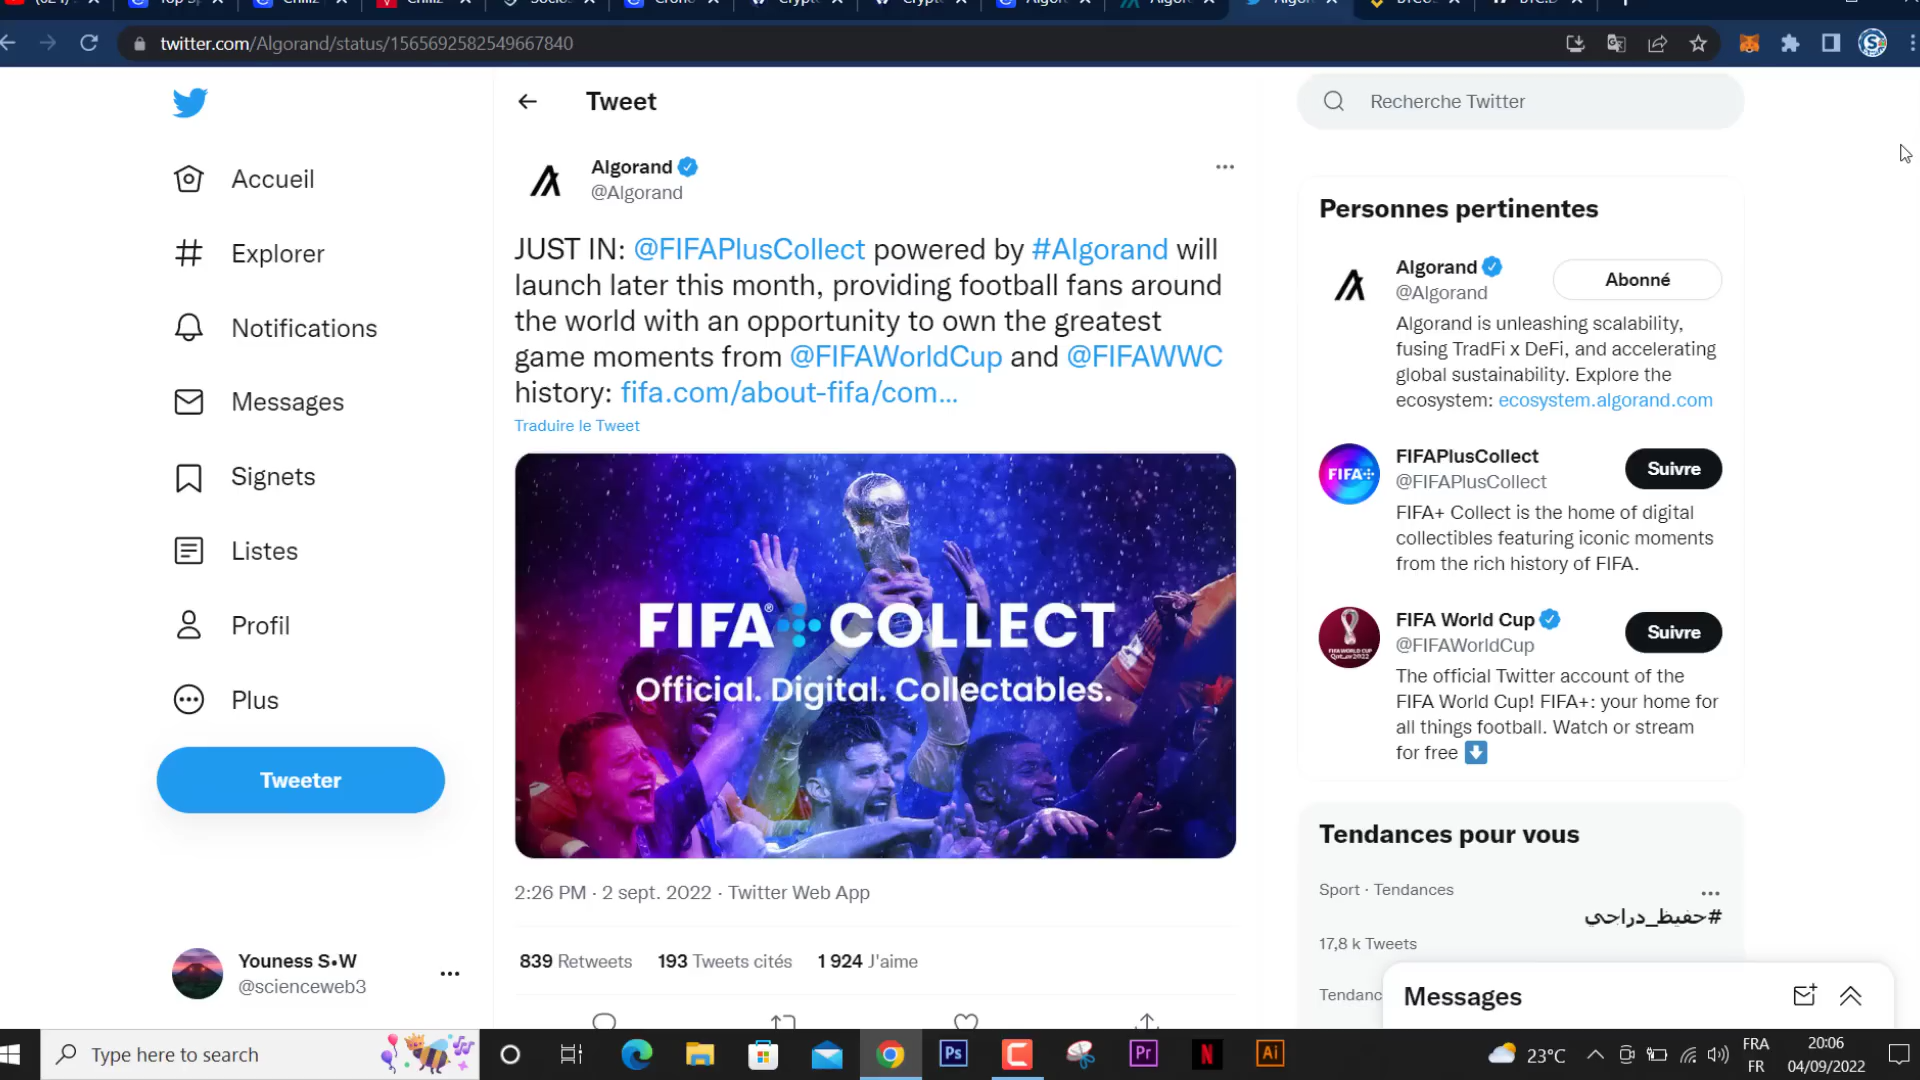 twitter.com/Algorand/status/1565692582549667840
Accueil
Explorer
Notifications
Messages
Signets
Listes
Profil
Plus
Tweeter
Youness S•W
@scienceweb3
Tweet
Algorand
@Algorand
JUST IN: @FIFAPlusCollect powered by #Algorand will
launch later this month, providing football fans around
the world with an opportunity to own the greatest
game moments from @FIFAWorldCup and @FIFAWWC
history: fifa.com/about-fifa/com...
Traduire le Tweet
FIFA® COLLECT
Official. Digital. Collectables.
2:26 PM · 2 sept. 2022 · Twitter Web App
839 Retweets 193 Tweets cités 1 924 J'aime
Recherche Twitter
Personnes pertinentes
Algorand
@Algorand
Abonné
Algorand is unleashing scalability,
fusing TradFi x DeFi, and accelerating
global sustainability. Explore the
ecosystem: ecosystem.algorand.com
FIFA+
FIFAPlusCollect
@FIFAPlusCollect
Suivre
FIFA+ Collect is the home of digital
collectibles featuring iconic moments
from the rich history of FIFA.
FIFA World Cup
@FIFAWorldCup
Suivre
The official Twitter account of the
FIFA World Cup! FIFA+: your home for
all things football. Watch or stream
for free
Tendances pour vous
Sport · Tendances
#حفيظ_دراجي
17,8 k Tweets
Tendanc
Messages
Type here to search
Ps
Pr
N
Ai
23°C
FRA
FR
20:06
04/09/2022